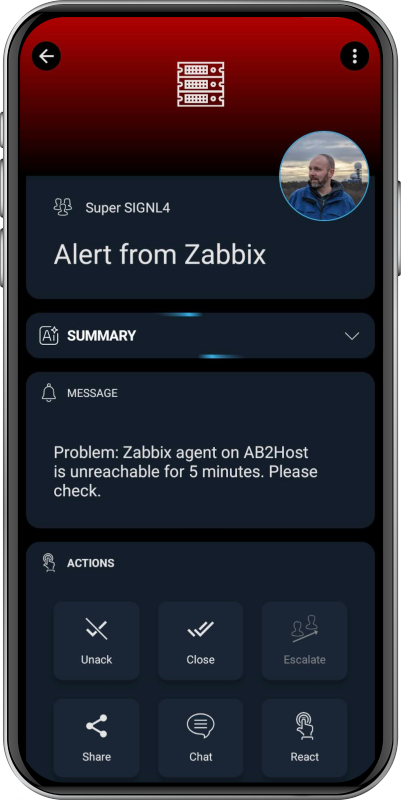 Super SIGNL4
Alert from Zabbix
Ai
SUMMARY
MESSAGE
Problem: Zabbix agent on AB2Host
is unreachable for 5 minutes. Please
check.
ACTIONS
Unack
Close
Escalate
Share
Chat
React